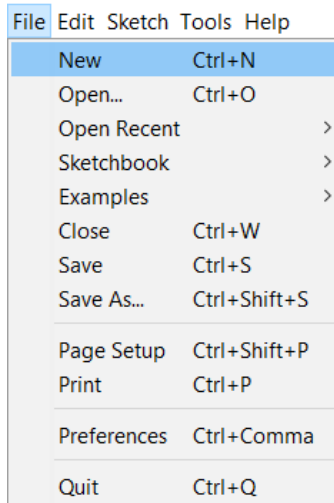 File Edit Sketch Tools Help
New Ctrl+N
Open... Ctrl+O
Open Recent >
Sketchbook >
Examples >
Close Ctrl+W
Save Ctrl+S
Save As... Ctrl+Shift+S
Page Setup Ctrl+Shift+P
Print Ctrl+P
Preferences Ctrl+Comma
Quit Ctrl+Q